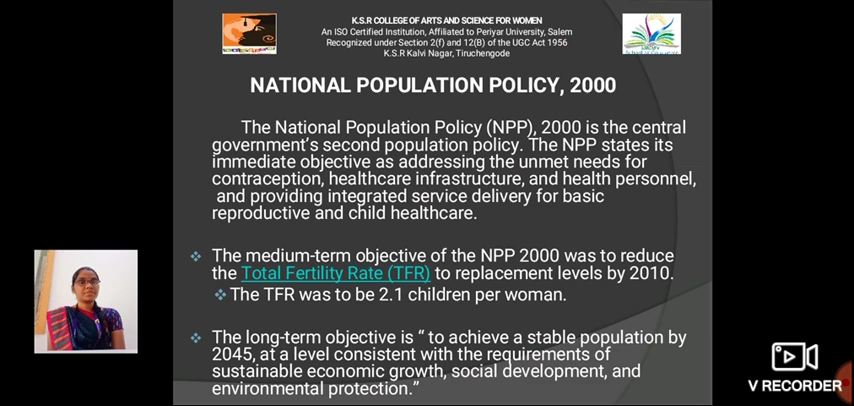 K.S.R COLLEGE OF ARTS AND SCIENCE FOR WOMEN
An ISO Certified Institution, Affiliated to Periyar University, Salem
Recognized under Section 2(f) and 12(B) of the UGC Act 1956
K.S.R Kalvi Nagar, Tiruchengode
NATIONAL POPULATION POLICY, 2000
The National Population Policy (NPP), 2000 is the central
government's second population policy. The NPP states its
immediate objective as addressing the unmet needs for
contraception, healthcare infrastructure, and health personnel,
and providing integrated service delivery for basic
reproductive and child healthcare.
The medium-term objective of the NPP 2000 was to reduce
the Total Fertility Rate (TFR) to replacement levels by 2010.
The TFR was to be 2.1 children per woman.
The long-term objective is “ to achieve a stable population by
2045, at a level consistent with the requirements of
sustainable economic growth, social development, and
environmental protection.”
V RECORDER